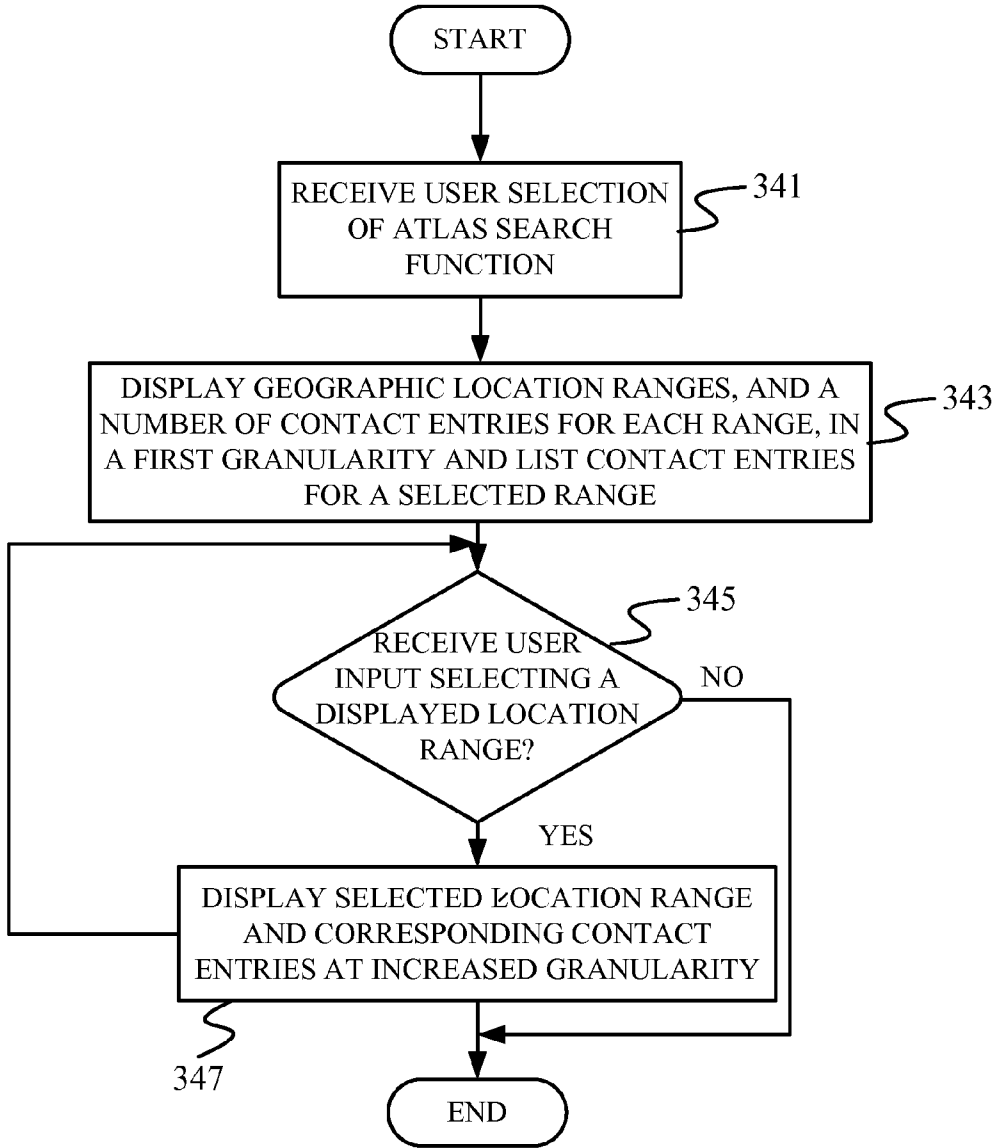 START
RECEIVE USER SELECTION
OF ATLAS SEARCH
FUNCTION
341
DISPLAY GEOGRAPHIC LOCATION RANGES, AND A
NUMBER OF CONTACT ENTRIES FOR EACH RANGE, IN
A FIRST GRANULARITY AND LIST CONTACT ENTRIES
FOR A SELECTED RANGE
343
RECEIVE USER
INPUT SELECTING A
DISPLAYED LOCATION
RANGE?
345
NO
YES
DISPLAY SELECTED LOCATION RANGE
AND CORRESPONDING CONTACT
ENTRIES AT INCREASED GRANULARITY
347
END